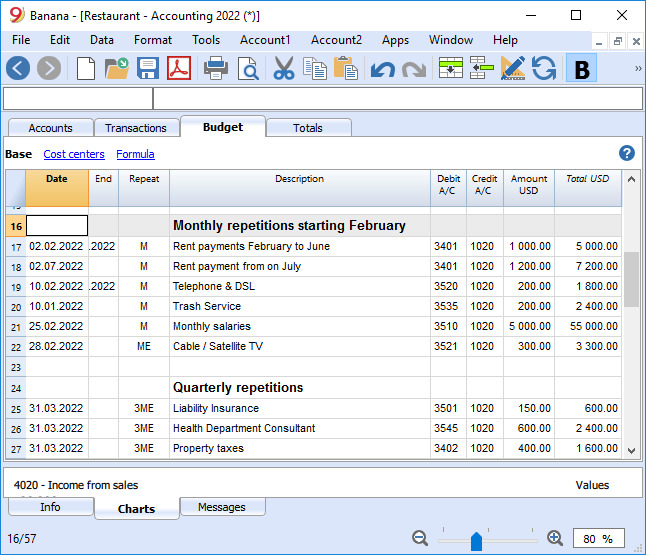 Banana - [Restaurant - Accounting 2022 (*)]
File Edit Data Format Tools Account1 Account2 Apps Window Help
B »
Accounts Transactions Budget Totals
Base Cost centers Formula ?
Date End Repeat Description Debit A/C Credit A/C Amount USD Total USD
16 Monthly repetitions starting February
17 02.02.2022 .2022 M Rent payments February to June 3401 1020 1 000.00 5 000.00
18 02.07.2022 M Rent payment from on July 3401 1020 1 200.00 7 200.00
19 10.02.2022 .2022 M Telephone & DSL 3520 1020 200.00 1 800.00
20 10.01.2022 M Trash Service 3535 1020 200.00 2 400.00
21 25.02.2022 M Monthly salaries 3510 1020 5 000.00 55 000.00
22 28.02.2022 ME Cable / Satellite TV 3521 1020 300.00 3 300.00
23
24 Quarterly repetitions
25 31.03.2022 3ME Liability Insurance 3501 1020 150.00 600.00
26 31.03.2022 3ME Health Department Consultant 3545 1020 600.00 2 400.00
27 31.03.2022 3ME Property taxes 3402 1020 400.00 1 600.00
4020 - Income from sales Values
Info Charts Messages
16/57 80 %